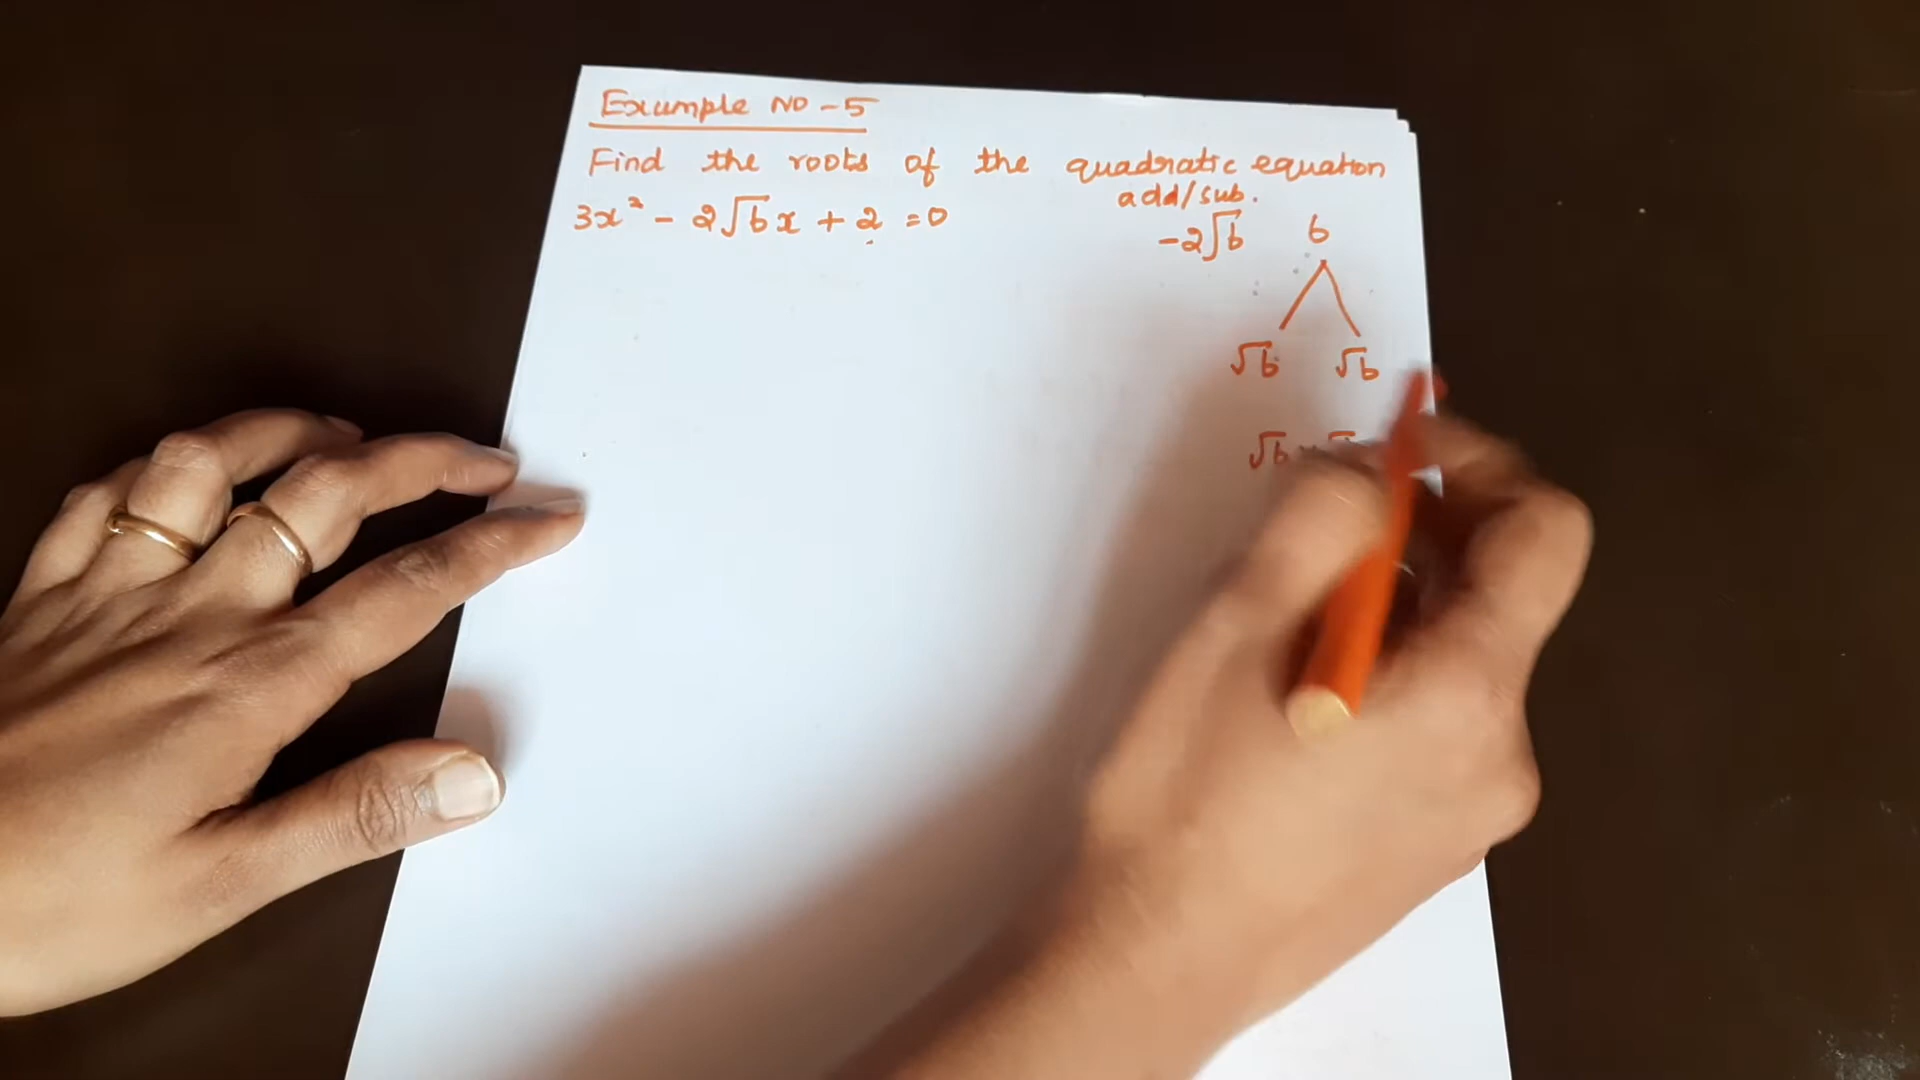 Example NO - 5
Find the roots of the quadratic equation
3x² - 2√6x + 2 = 0
add/sub.
-2√6 6
√6 √6
√6 ×